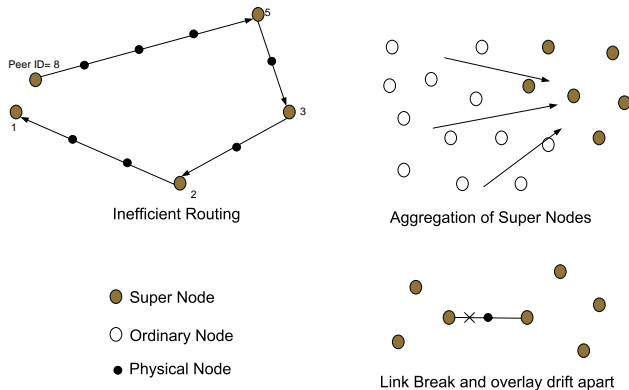 5
Peer ID= 8
1
3
2
Inefficient Routing
Aggregation of Super Nodes
Super Node
Ordinary Node
Physical Node
Link Break and overlay drift apart